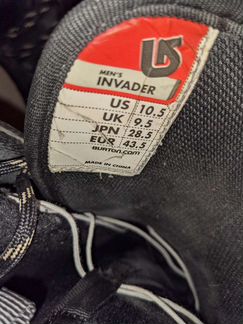 MEN'S
INVADER
US 10.5
UK 9.5
JPN 28.5
EUR 43.5
BURTON.COM
MADE IN CHINA